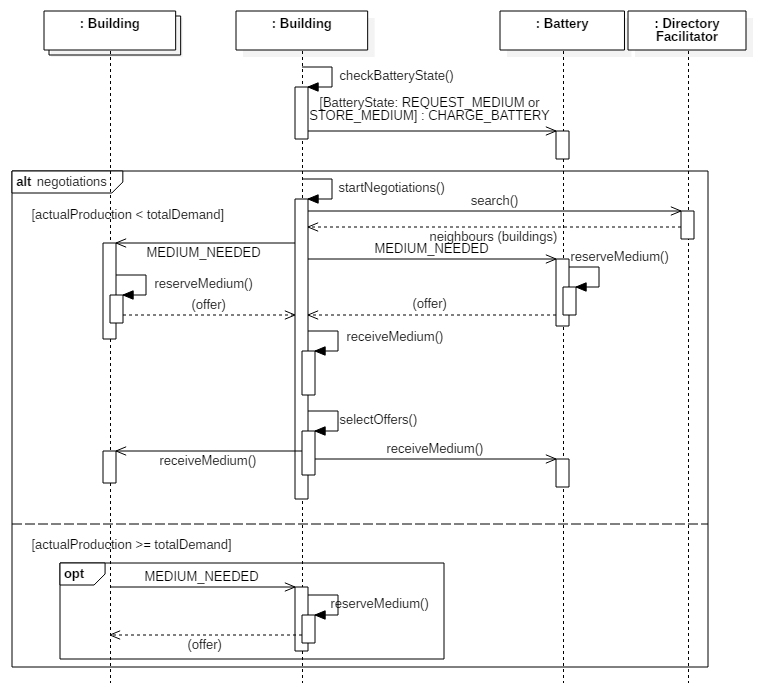 : Building
: Building
: Battery
: Directory
Facilitator
checkBatteryState()
[BatteryState: REQUEST_MEDIUM or
STORE_MEDIUM] : CHARGE_BATTERY
alt negotiations
startNegotiations()
search()
[actualProduction < totalDemand]
neighbours (buildings)
MEDIUM_NEEDED
MEDIUM_NEEDED
reserveMedium()
reserveMedium()
(offer)
(offer)
receiveMedium()
selectOffers()
receiveMedium()
receiveMedium()
[actualProduction >= totalDemand]
opt
MEDIUM_NEEDED
reserveMedium()
(offer)